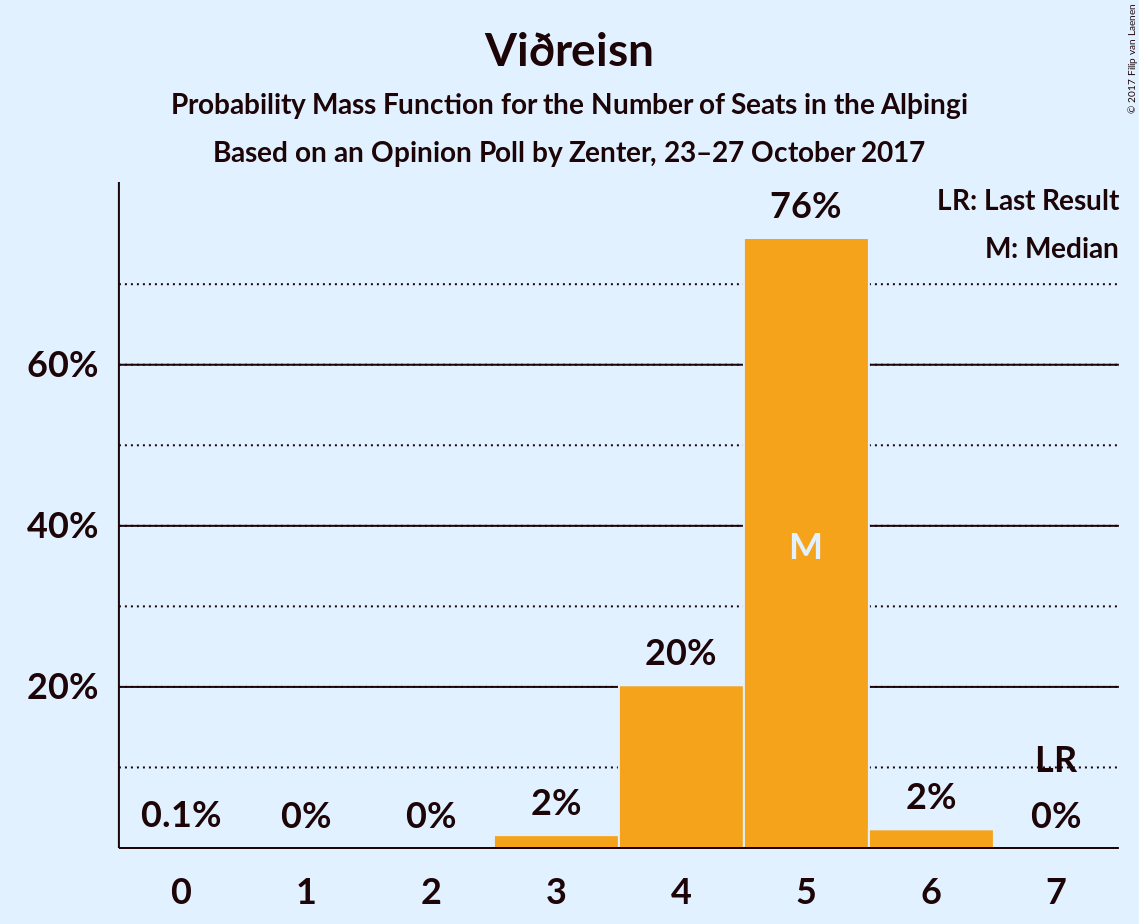 Viðreisn
Probability Mass Function for the Number of Seats in the Alþingi
Based on an Opinion Poll by Zenter, 23–27 October 2017
© 2017 Filip van Laenen
LR: Last Result
M: Median
60%
40%
20%
0.1%
0%
0%
2%
20%
76%
M
2%
LR
0%
0 1 2 3 4 5 6 7